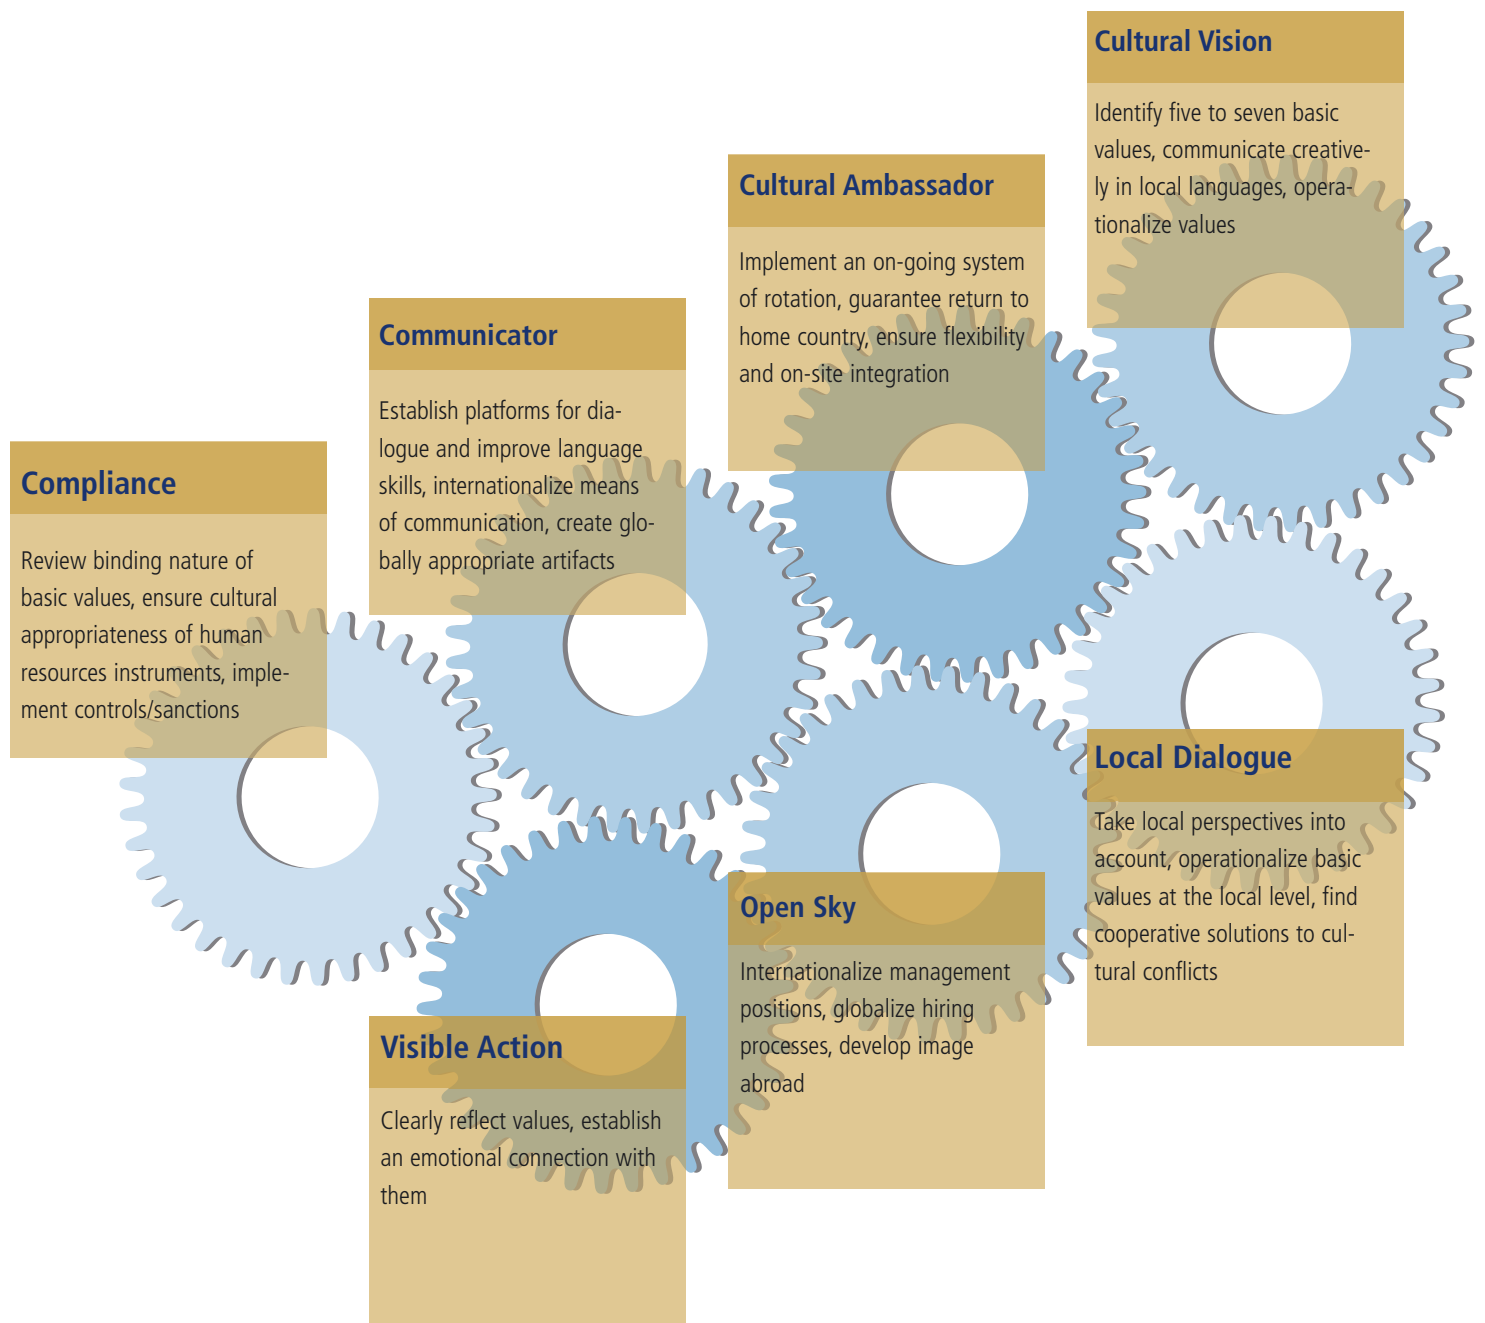 Cultural Vision
Identify five to seven basic
values, communicate creative-
ly in local languages, opera-
tionalize values
Cultural Ambassador
Implement an on-going system
of rotation, guarantee return to
home country, ensure flexibility
and on-site integration
Communicator
Establish platforms for dia-
logue and improve language
skills, internationalize means
of communication, create glo-
bally appropriate artifacts
Compliance
Review binding nature of
basic values, ensure cultural
appropriateness of human
resources instruments, imple-
ment controls/sanctions
Local Dialogue
Take local perspectives into
account, operationalize basic
values at the local level, find
cooperative solutions to cul-
tural conflicts
Open Sky
Internationalize management
positions, globalize hiring
processes, develop image
abroad
Visible Action
Clearly reflect values, establish
an emotional connection with
them